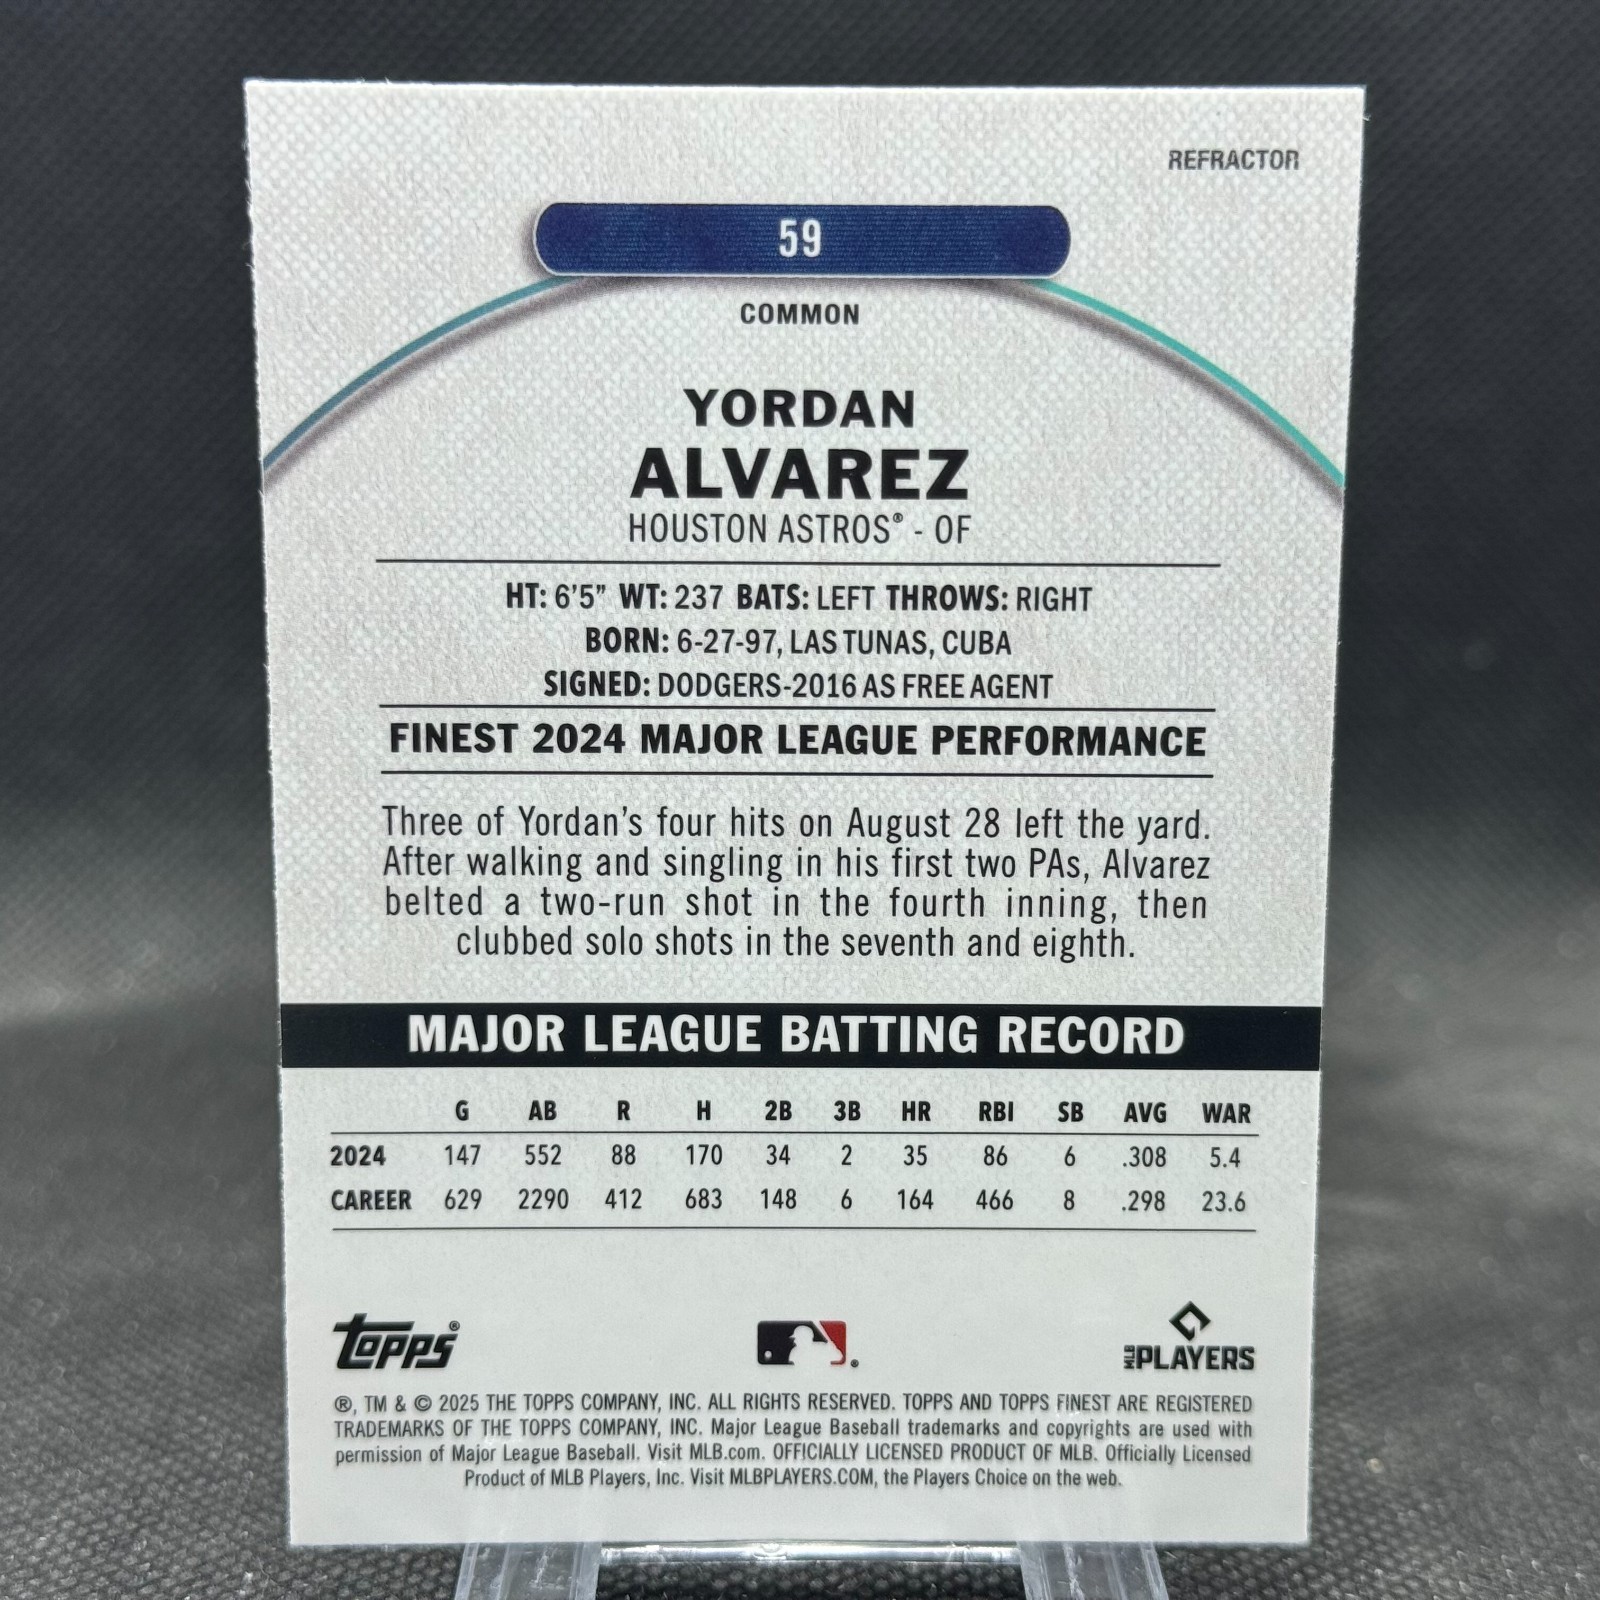 REFRACTOR
59
COMMON
YORDAN
ALVAREZ
HOUSTON ASTROS® - OF
HT: 6'5" WT: 237 BATS: LEFT THROWS: RIGHT
BORN: 6-27-97, LAS TUNAS, CUBA
SIGNED: DODGERS-2016 AS FREE AGENT
FINEST 2024 MAJOR LEAGUE PERFORMANCE
Three of Yordan's four hits on August 28 left the yard.
After walking and singling in his first two PAs, Alvarez
belted a two-run shot in the fourth inning, then
clubbed solo shots in the seventh and eighth.
MAJOR LEAGUE BATTING RECORD
G AB R H 2B 3B HR RBI SB AVG WAR
2024 147 552 88 170 34 2 35 86 6 .308 5.4
CAREER 629 2290 412 683 148 6 164 466 8 .298 23.6
Topps® ® MLB PLAYERS
®, TM & © 2025 THE TOPPS COMPANY, INC. ALL RIGHTS RESERVED. TOPPS AND TOPPS FINEST ARE REGISTERED
TRADEMARKS OF THE TOPPS COMPANY, INC. Major League Baseball trademarks and copyrights are used with
permission of Major League Baseball. Visit MLB.com. OFFICIALLY LICENSED PRODUCT OF MLB. Officially Licensed
Product of MLB Players, Inc. Visit MLBPLAYERS.COM, the Players Choice on the web.